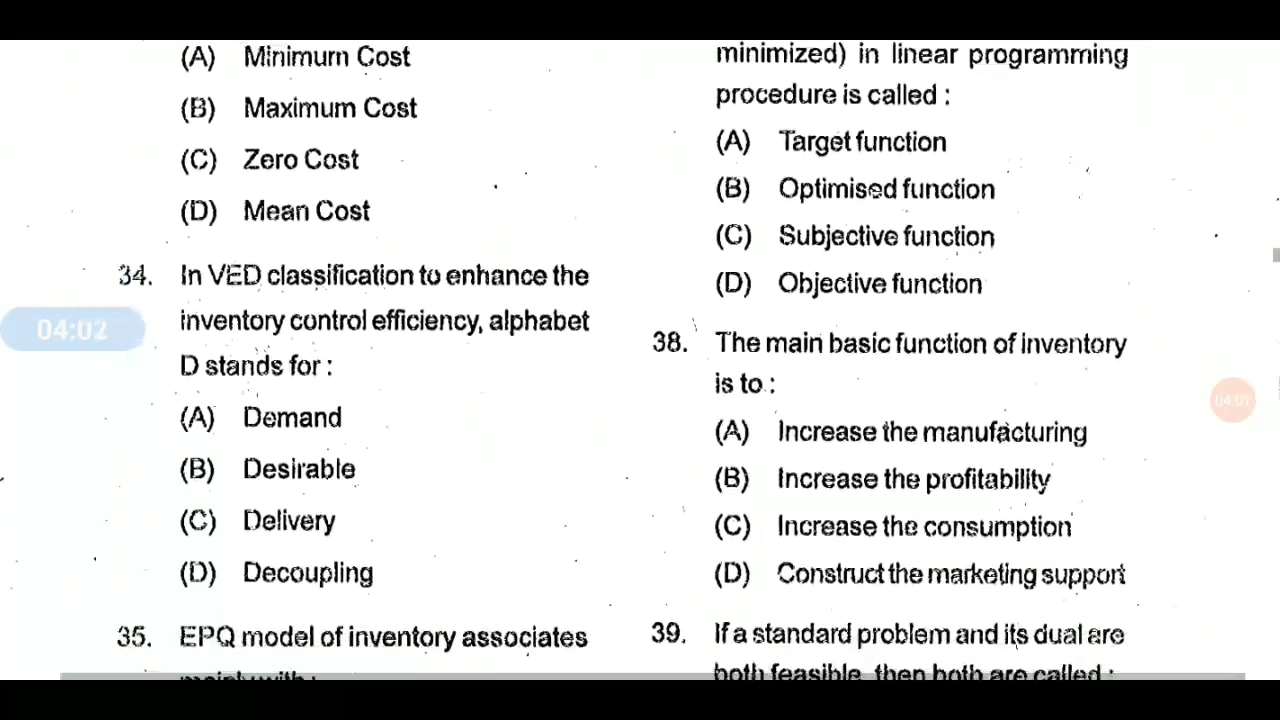 (A) Minimum Cost
(B) Maximum Cost
(C) Zero Cost
(D) Mean Cost
34. In VED classification to enhance the
inventory control efficiency, alphabet
D stands for :
(A) Demand
(B) Desirable
(C) Delivery
(D) Decoupling
35. EPQ model of inventory associates
mainly with :
minimized) in linear programming
procedure is called :
(A) Target function
(B) Optimised function
(C) Subjective function
(D) Objective function
38. The main basic function of inventory
is to :
(A) Increase the manufacturing
(B) Increase the profitability
(C) Increase the consumption
(D) Construct the marketing support
39. If a standard problem and its dual are
both feasible, then both are called :
04:02
04:01